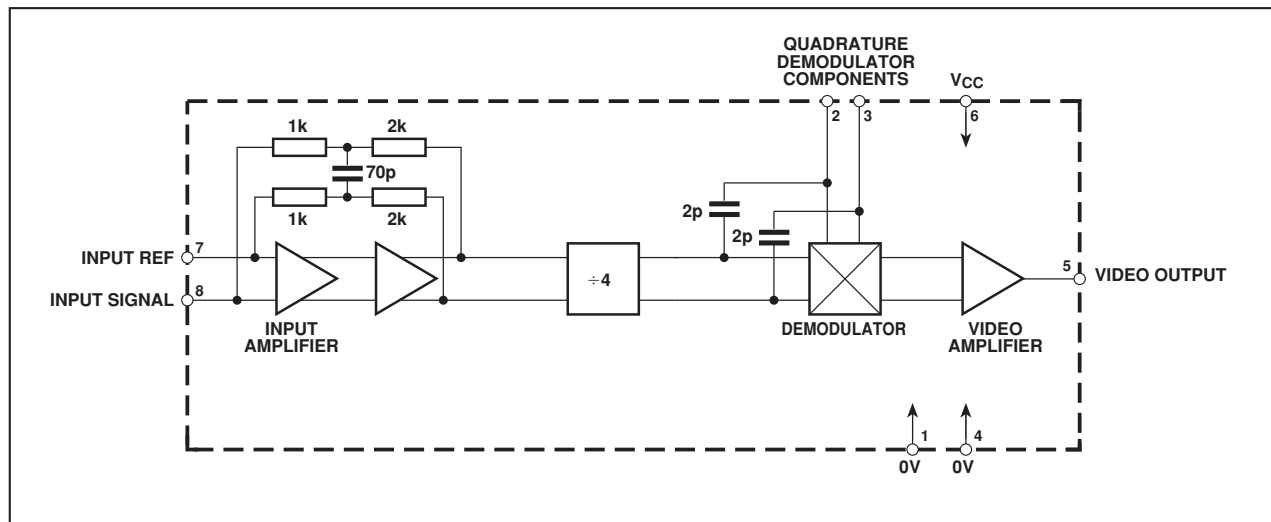 QUADRATURE
DEMODULATOR
COMPONENTS
VCC
2
3
6
1k
2k
70p
1k
2k
2p
2p
INPUT REF
7
INPUT SIGNAL
8
÷4
5
VIDEO OUTPUT
INPUT
AMPLIFIER
DEMODULATOR
VIDEO
AMPLIFIER
1
4
0V
0V